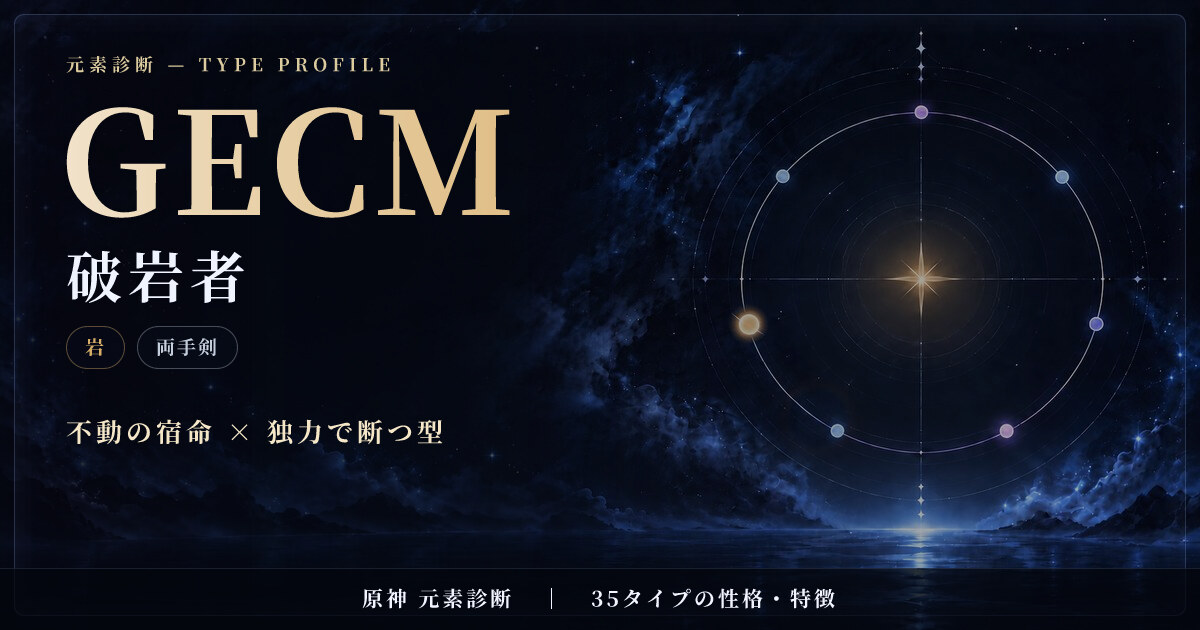 元素診断 — TYPE PROFILE
GECM
破岩者
岩 両手剣
不動の宿命 × 独力で断つ型
原神 元素診断 | 35タイプの性格・特徴